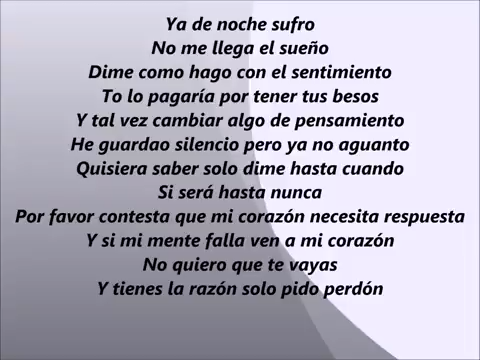 Ya de noche sufro
No me llega el sueño
Dime como hago con el sentimiento
To lo pagaría por tener tus besos
Y tal vez cambiar algo de pensamiento
He guardao silencio pero ya no aguanto
Quisiera saber solo dime hasta cuando
Si será hasta nunca
Por favor contesta que mi corazón necesita respuesta
Y si mi mente falla ven a mi corazón
No quiero que te vayas
Y tienes la razón solo pido perdón